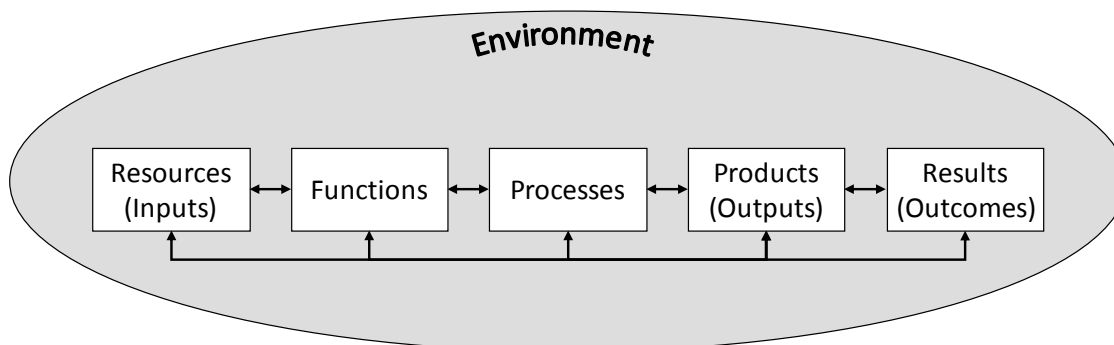 Environment
Resources
(Inputs)
Functions
Processes
Products
(Outputs)
Results
(Outcomes)